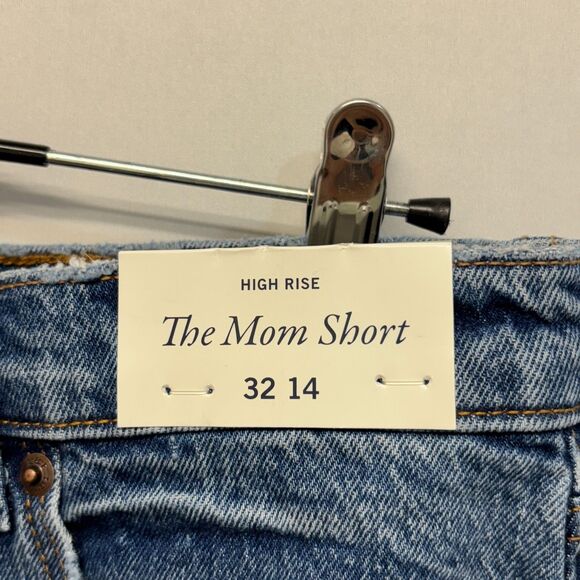 HIGH RISE
The Mom Short
32 14